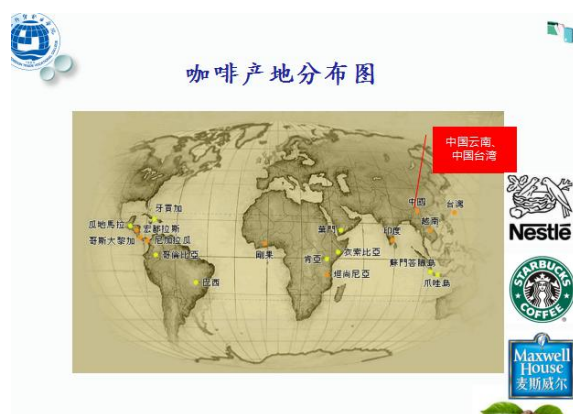 咖啡产地分布图
中国云南、
中国台湾
中國
台灣
牙買加
瓜地馬拉
宏都拉斯
葉門
印度
越南
哥斯大黎加
尼加拉瓜
哥倫比亞
剛果
肯亞
衣索比亞
蘇門答臘島
巴西
坦尚尼亞
爪哇島
Nestlé
STARBUCKS
COFFEE
Maxwell
House
麦斯威尔